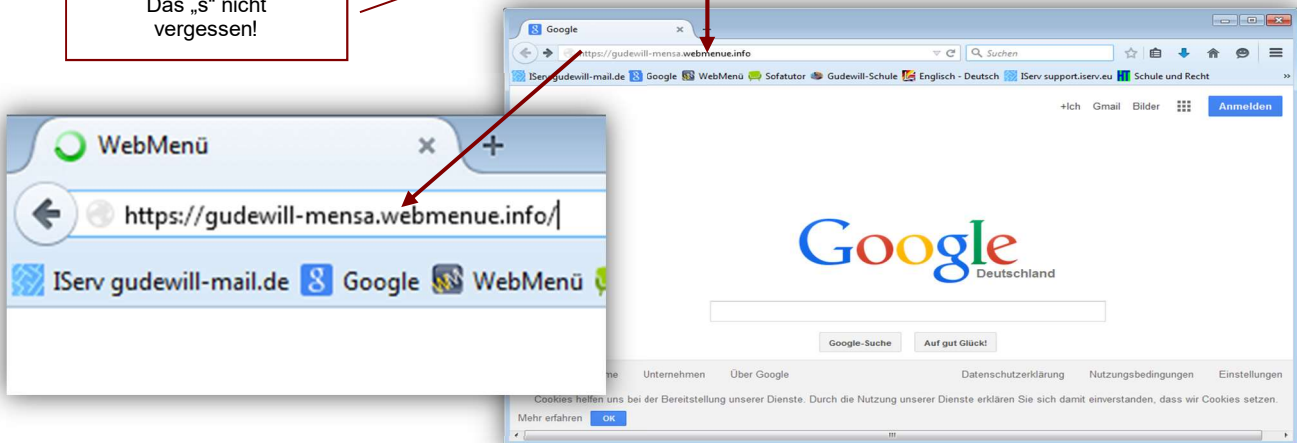 Das „s“ nicht
vergessen!
Google
https://gudewill-mensa.webmenue.info
Suchen
IServ gudewill-mail.de Google WebMenü Sofatutor Gudewill-Schule Englisch - Deutsch IServ support.iserv.eu Schule und Recht
+Ich Gmail Bilder Anmelden
WebMenü
https://gudewill-mensa.webmenue.info/
IServ gudewill-mail.de Google WebMenü
Google
Deutschland
Google-Suche Auf gut Glück!
Unternehmen Über Google Datenschutzerklärung Nutzungsbedingungen Einstellungen
Cookies helfen uns bei der Bereitstellung unserer Dienste. Durch die Nutzung unserer Dienste erklären Sie sich damit einverstanden, dass wir Cookies setzen.
Mehr erfahren OK